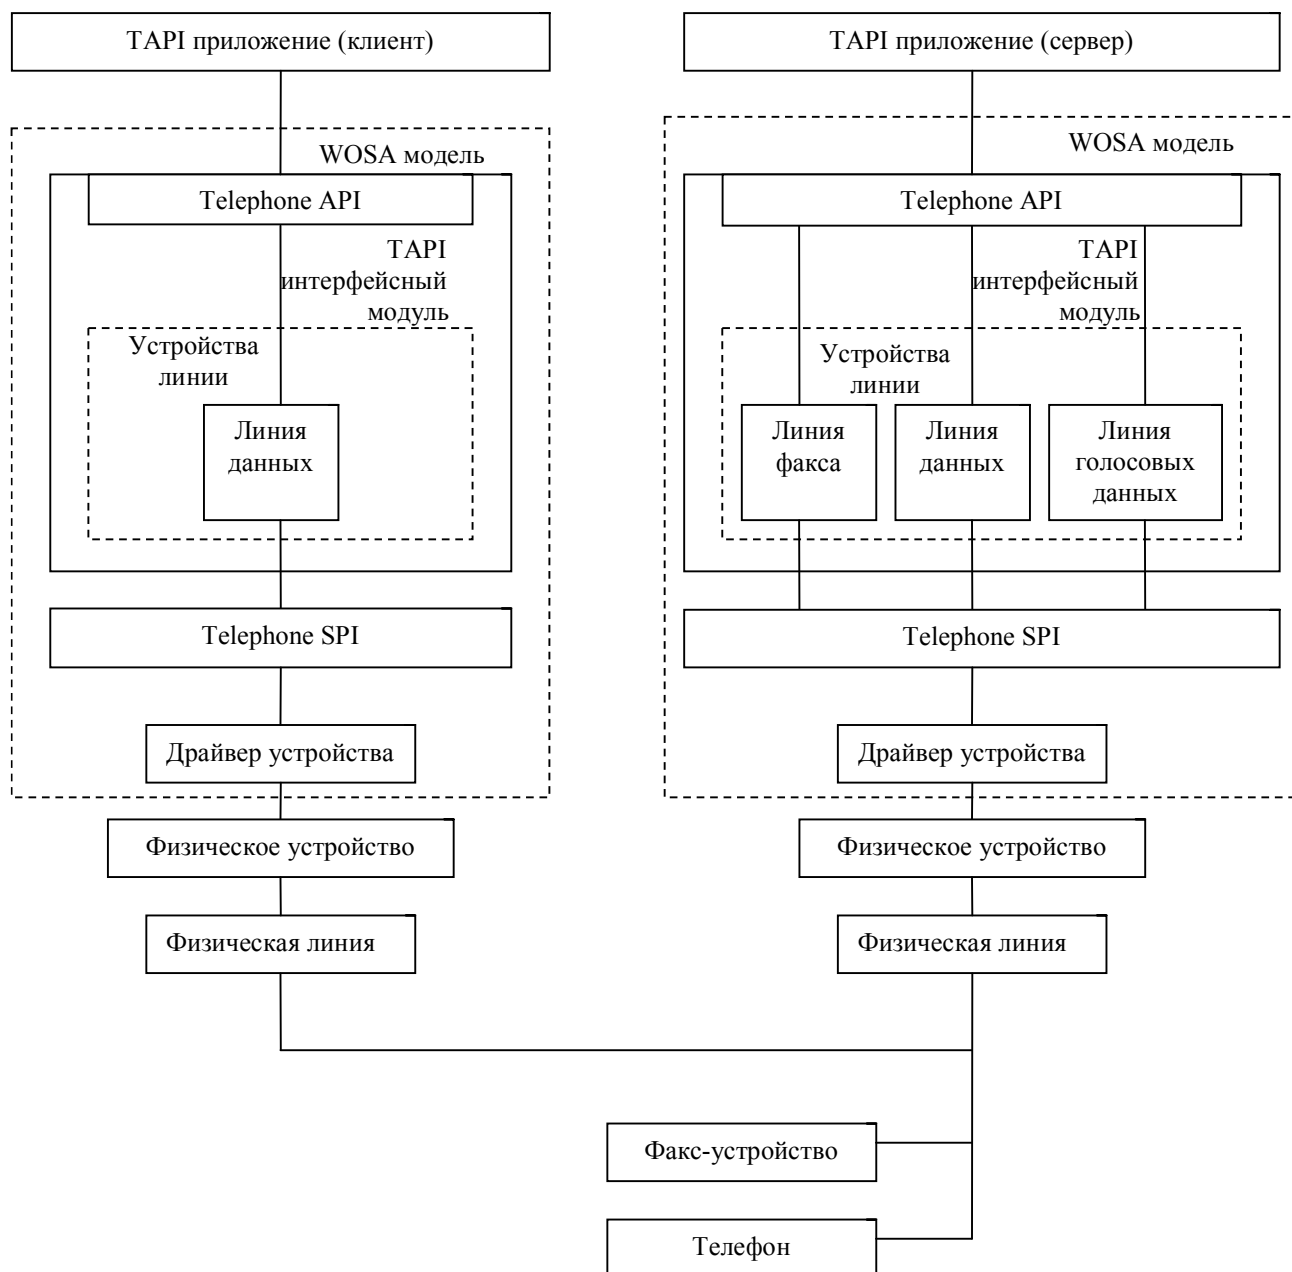 TAPI приложение (клиент)
TAPI приложение (сервер)
WOSA модель
WOSA модель
Telephone API
Telephone API
TAPI
интерфейсный
модуль
TAPI
интерфейсный
модуль
Устройства
линии
Устройства
линии
Линия
данных
Линия
факса
Линия
данных
Линия
голосовых
данных
Telephone SPI
Telephone SPI
Драйвер устройства
Драйвер устройства
Физическое устройство
Физическое устройство
Физическая линия
Физическая линия
Факс-устройство
Телефон